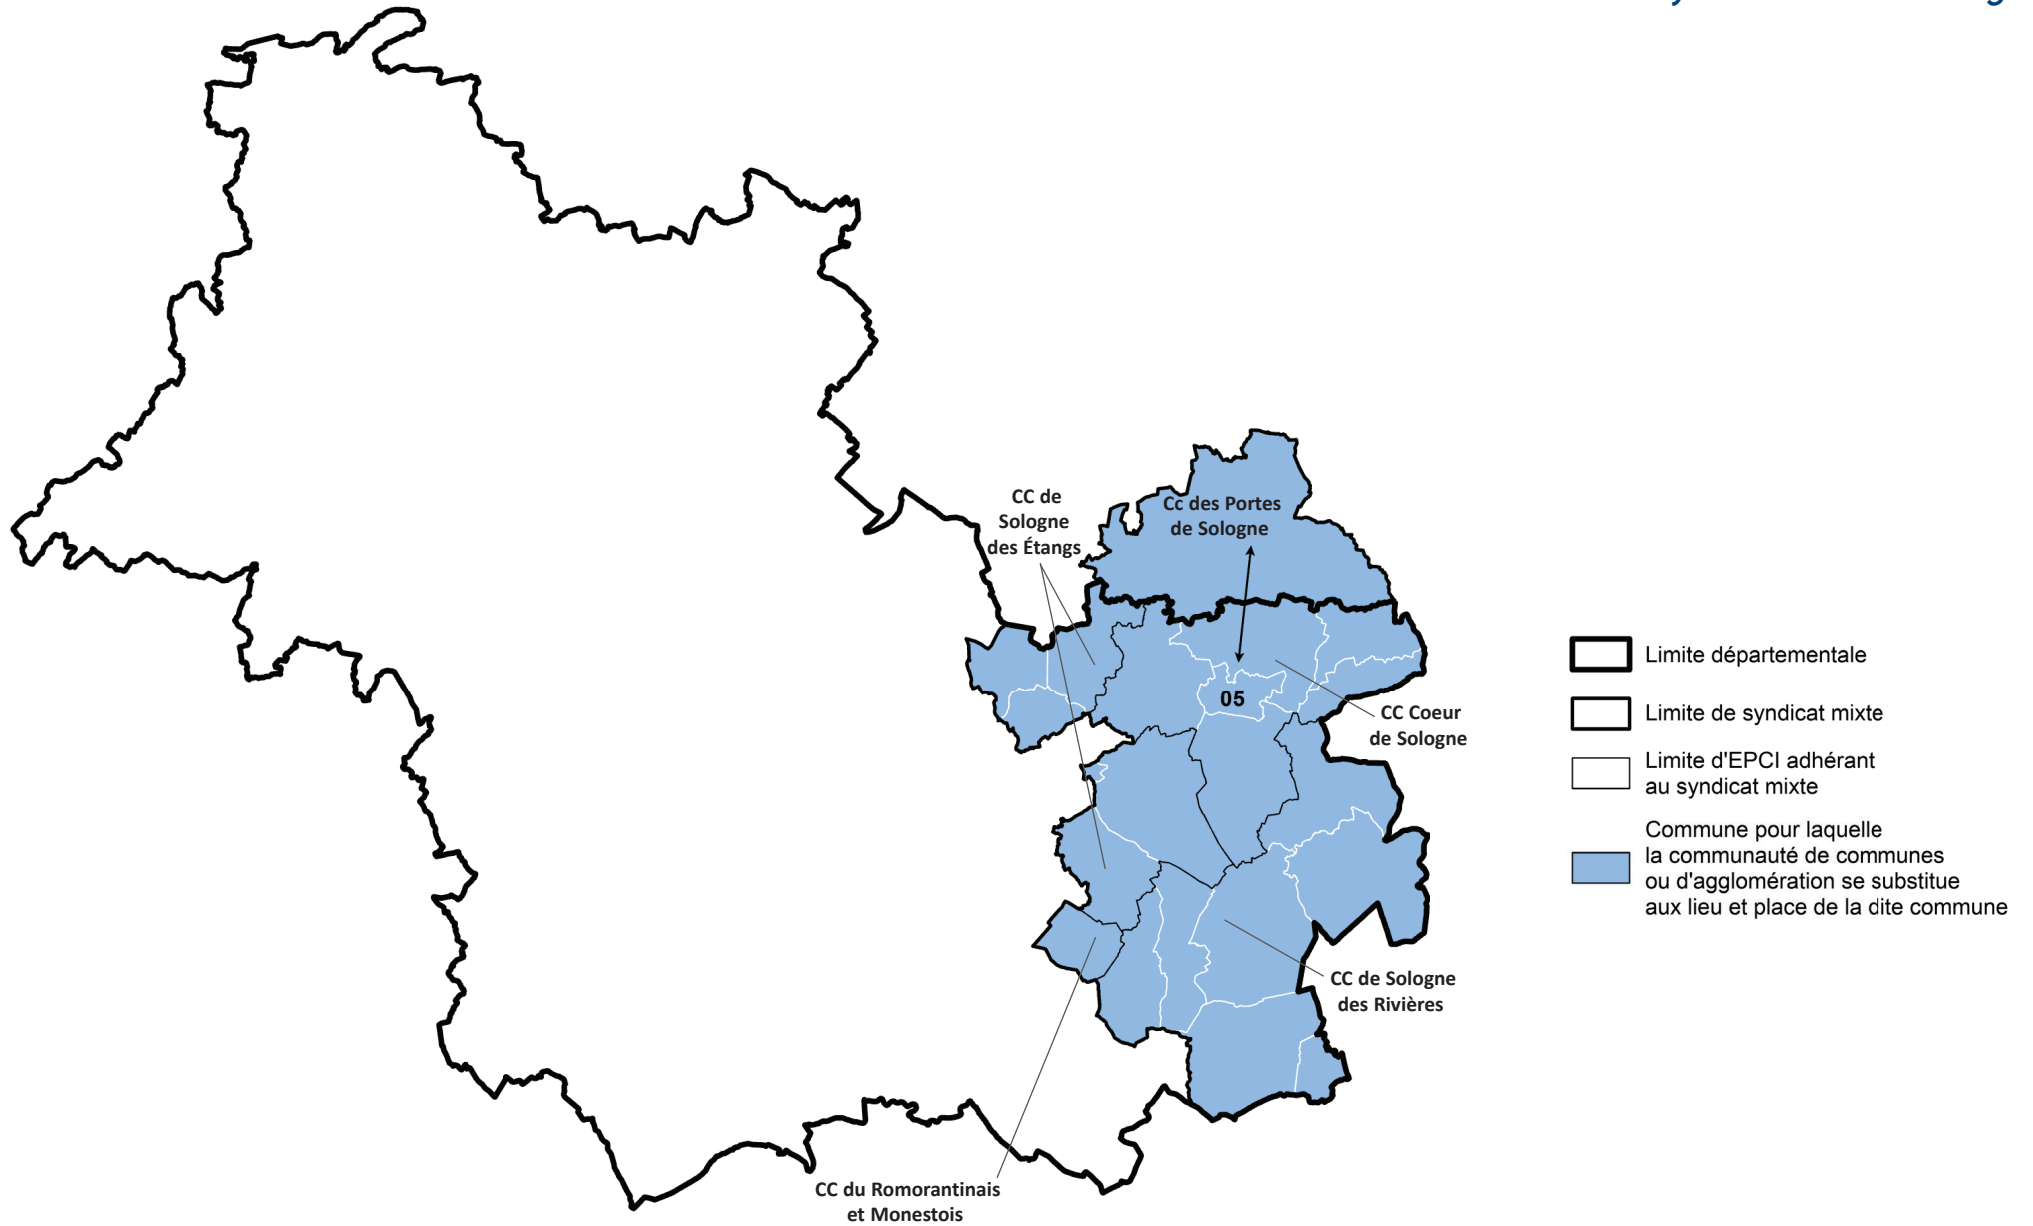 CC de
Sologne
des Étangs
Cc des Portes
de Sologne
05
CC Coeur
de Sologne
CC de Sologne
des Rivières
CC du Romorantinais
et Monestois
Limite départementale
Limite de syndicat mixte
Limite d'EPCI adhérant
au syndicat mixte
Commune pour laquelle
la communauté de communes
ou d'agglomération se substitue
aux lieu et place de la dite commune